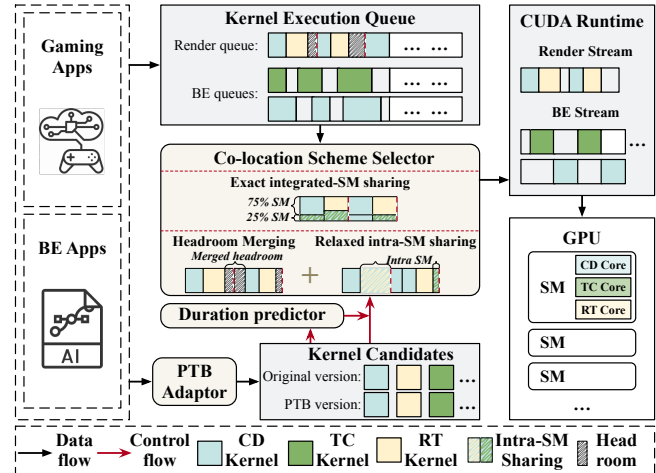 Gaming Apps
BE Apps
AI
Kernel Execution Queue
Render queue:
... ...
BE queues:
... ...
... ...
Co-location Scheme Selector
Exact integrated-SM sharing
75% SM
25% SM
Headroom Merging
Merged headroom
+
Relaxed intra-SM sharing
Intra SM
Duration predictor
PTB Adaptor
Kernel Candidates
Original version:
...
PTB version:
...
CUDA Runtime
Render Stream
BE Stream
...
GPU
SM
CD Core
TC Core
RT Core
SM
SM
...
Data flow
Control flow
CD Kernel
TC Kernel
RT Kernel
Intra-SM Sharing
Head room